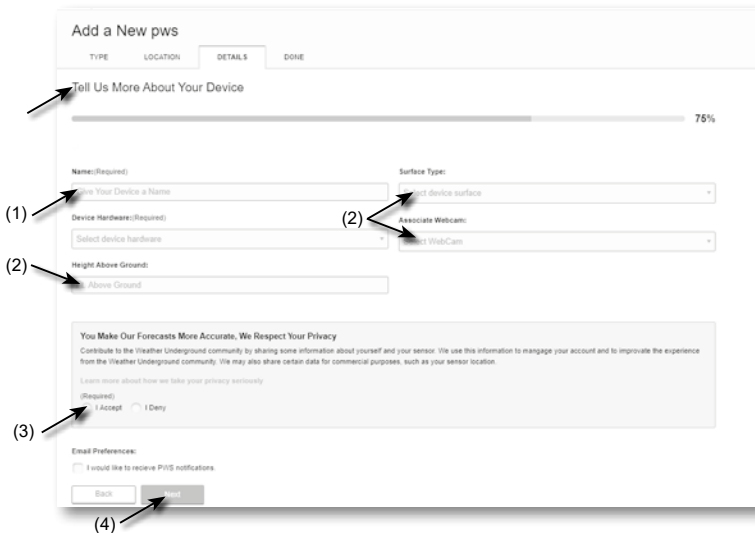 Add a New pws
TYPE LOCATION DETAILS DONE
Tell Us More About Your Device
75%
Name:(Required)
Give Your Device a Name
(1)
Surface Type:
Select device surface
Device Hardware:(Required)
Select device hardware
(2)
Associate Webcam:
Select WebCam
Height Above Ground:
(2)
Above Ground
You Make Our Forecasts More Accurate, We Respect Your Privacy
Contribute to the Weather Underground community by sharing some information about yourself and your sensor. We use this information to mangage your account and to improvate the experience
from the Weather Underground community. We may also share certain data for commercial purposes, such as your sensor location.
Learn more about how we take your privacy seriously
(Required)
I Accept I Deny
(3)
Email Preferences:
I would like to recieve PWS notifications.
Back Next
(4)